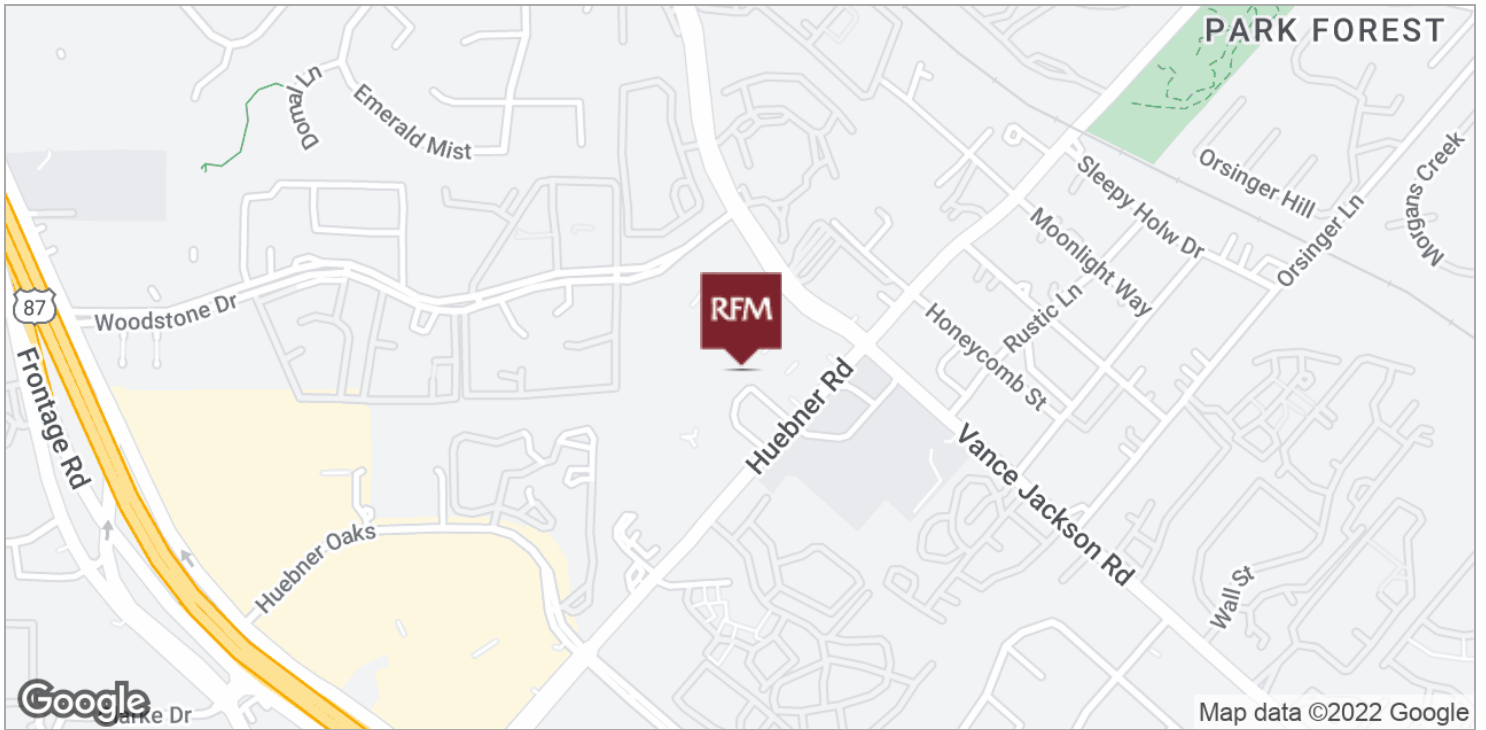 PARK FOREST
Domal Ln
Emerald Mist
Orsinger Hill
Morgans Creek
Sleepy Holw Dr
Orsinger Ln
Moonlight Way
Rustic Ln
87
Woodstone Dr
RFM
Honeycomb St
Frontage Rd
Huebner Rd
Vance Jackson Rd
Huebner Oaks
Wall St
Google
Dr
Map data ©2022 Google